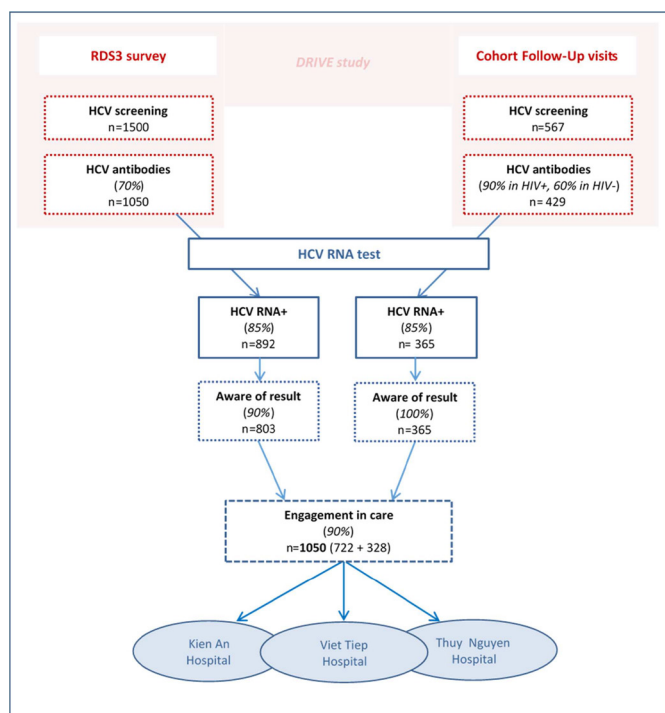 RDS3 survey
DRIVE study
Cohort Follow-Up visits
HCV screening
n=1500
HCV screening
n=567
HCV antibodies
(70%)
n=1050
HCV antibodies
(90% in HIV+, 60% in HIV-)
n= 429
HCV RNA test
HCV RNA+
(85%)
n=892
HCV RNA+
(85%)
n= 365
Aware of result
(90%)
n=803
Aware of result
(100%)
n=365
Engagement in care
(90%)
n=1050 (722 + 328)
Kien An
Hospital
Viet Tiep
Hospital
Thuy Nguyen
Hospital